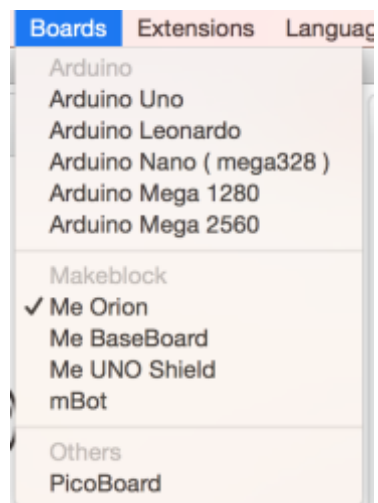 Boards Extensions Languag
Arduino
Arduino Uno
Arduino Leonardo
Arduino Nano ( mega328 )
Arduino Mega 1280
Arduino Mega 2560
Makeblock
✓ Me Orion
Me BaseBoard
Me UNO Shield
mBot
Others
PicoBoard